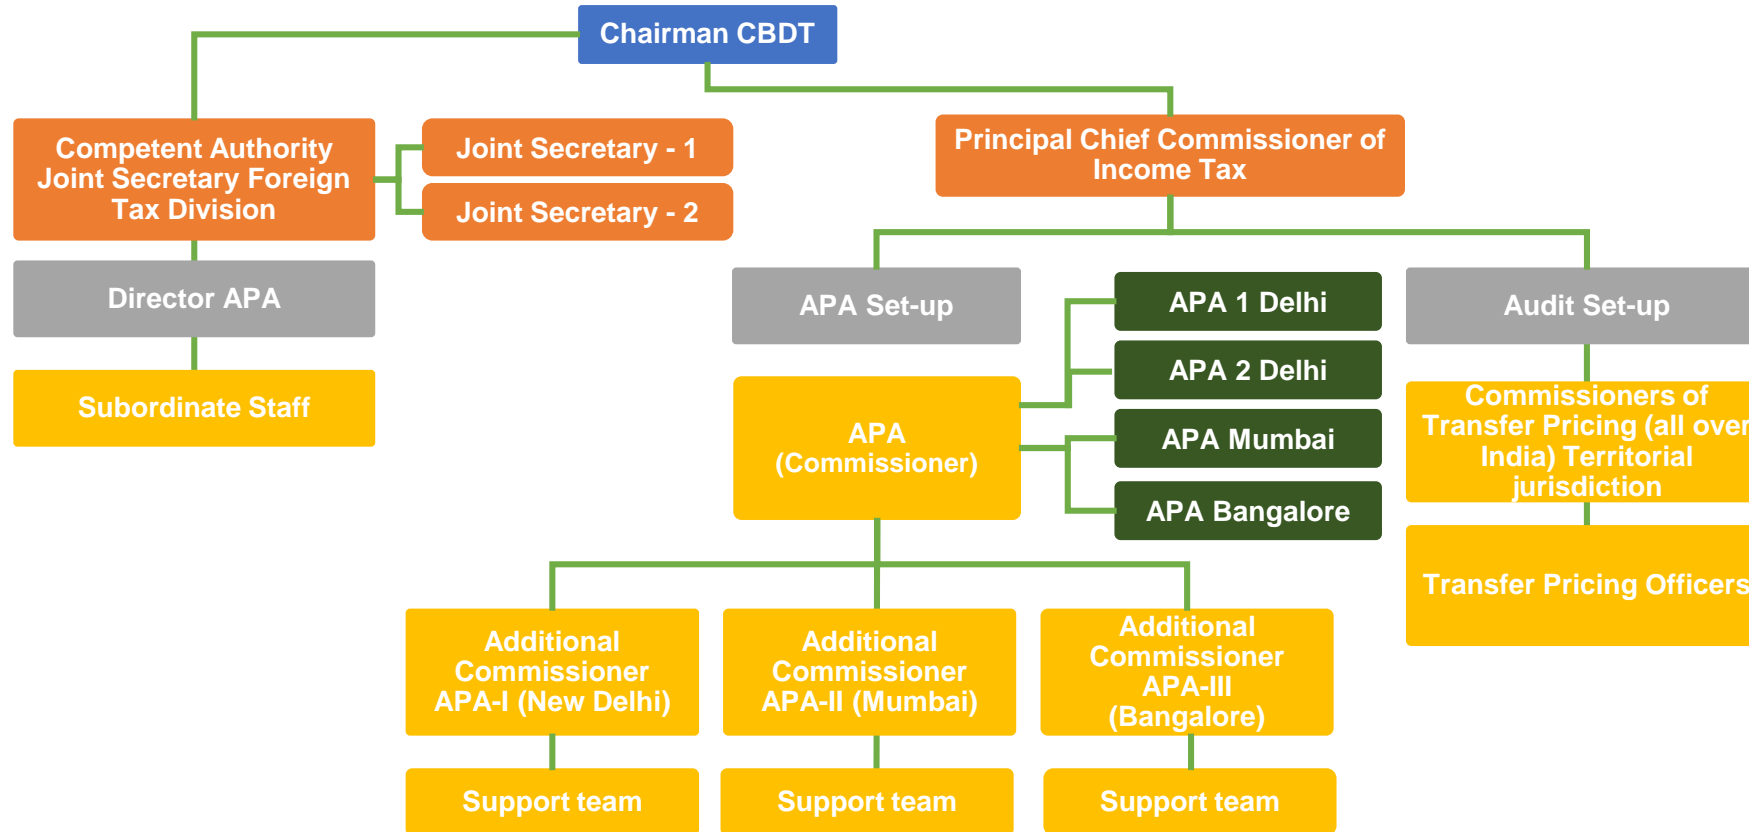 Chairman CBDT
Competent Authority
Joint Secretary Foreign
Tax Division
Joint Secretary - 1
Joint Secretary - 2
Principal Chief Commissioner of
Income Tax
Director APA
Subordinate Staff
APA Set-up
APA
(Commissioner)
APA 1 Delhi
APA 2 Delhi
APA Mumbai
APA Bangalore
Audit Set-up
Commissioners of
Transfer Pricing (all over
India) Territorial
jurisdiction
Transfer Pricing Officers
Additional
Commissioner
APA-I (New Delhi)
Additional
Commissioner
APA-II (Mumbai)
Additional
Commissioner
APA-III
(Bangalore)
Support team
Support team
Support team